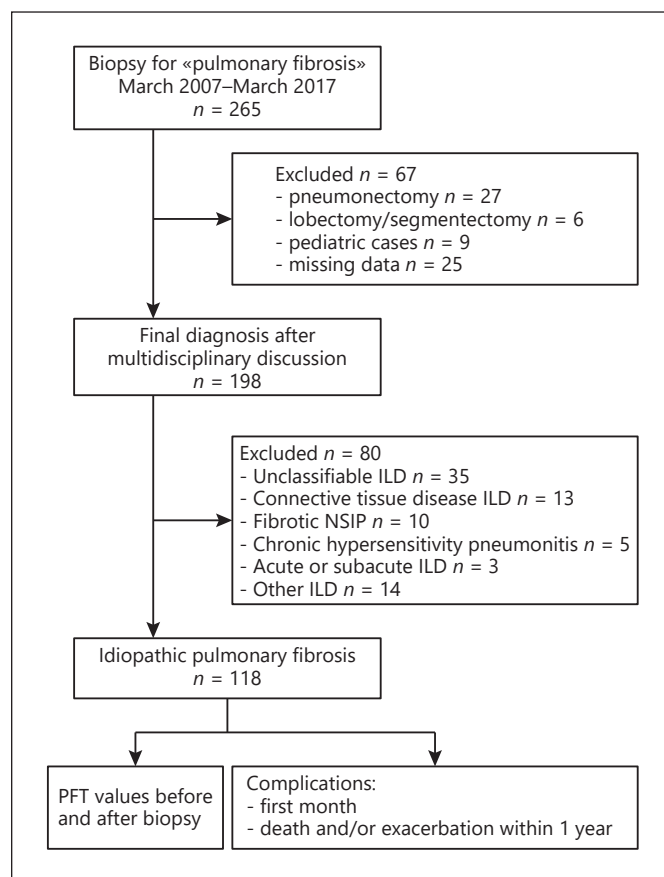 Biopsy for «pulmonary fibrosis»
March 2007–March 2017
n = 265
Excluded n = 67
- pneumonectomy n = 27
- lobectomy/segmentectomy n = 6
- pediatric cases n = 9
- missing data n = 25
Final diagnosis after
multidisciplinary discussion
n = 198
Excluded n = 80
- Unclassifiable ILD n = 35
- Connective tissue disease ILD n = 13
- Fibrotic NSIP n = 10
- Chronic hypersensitivity pneumonitis n = 5
- Acute or subacute ILD n = 3
- Other ILD n = 14
Idiopathic pulmonary fibrosis
n = 118
PFT values before
and after biopsy
Complications:
- first month
- death and/or exacerbation within 1 year